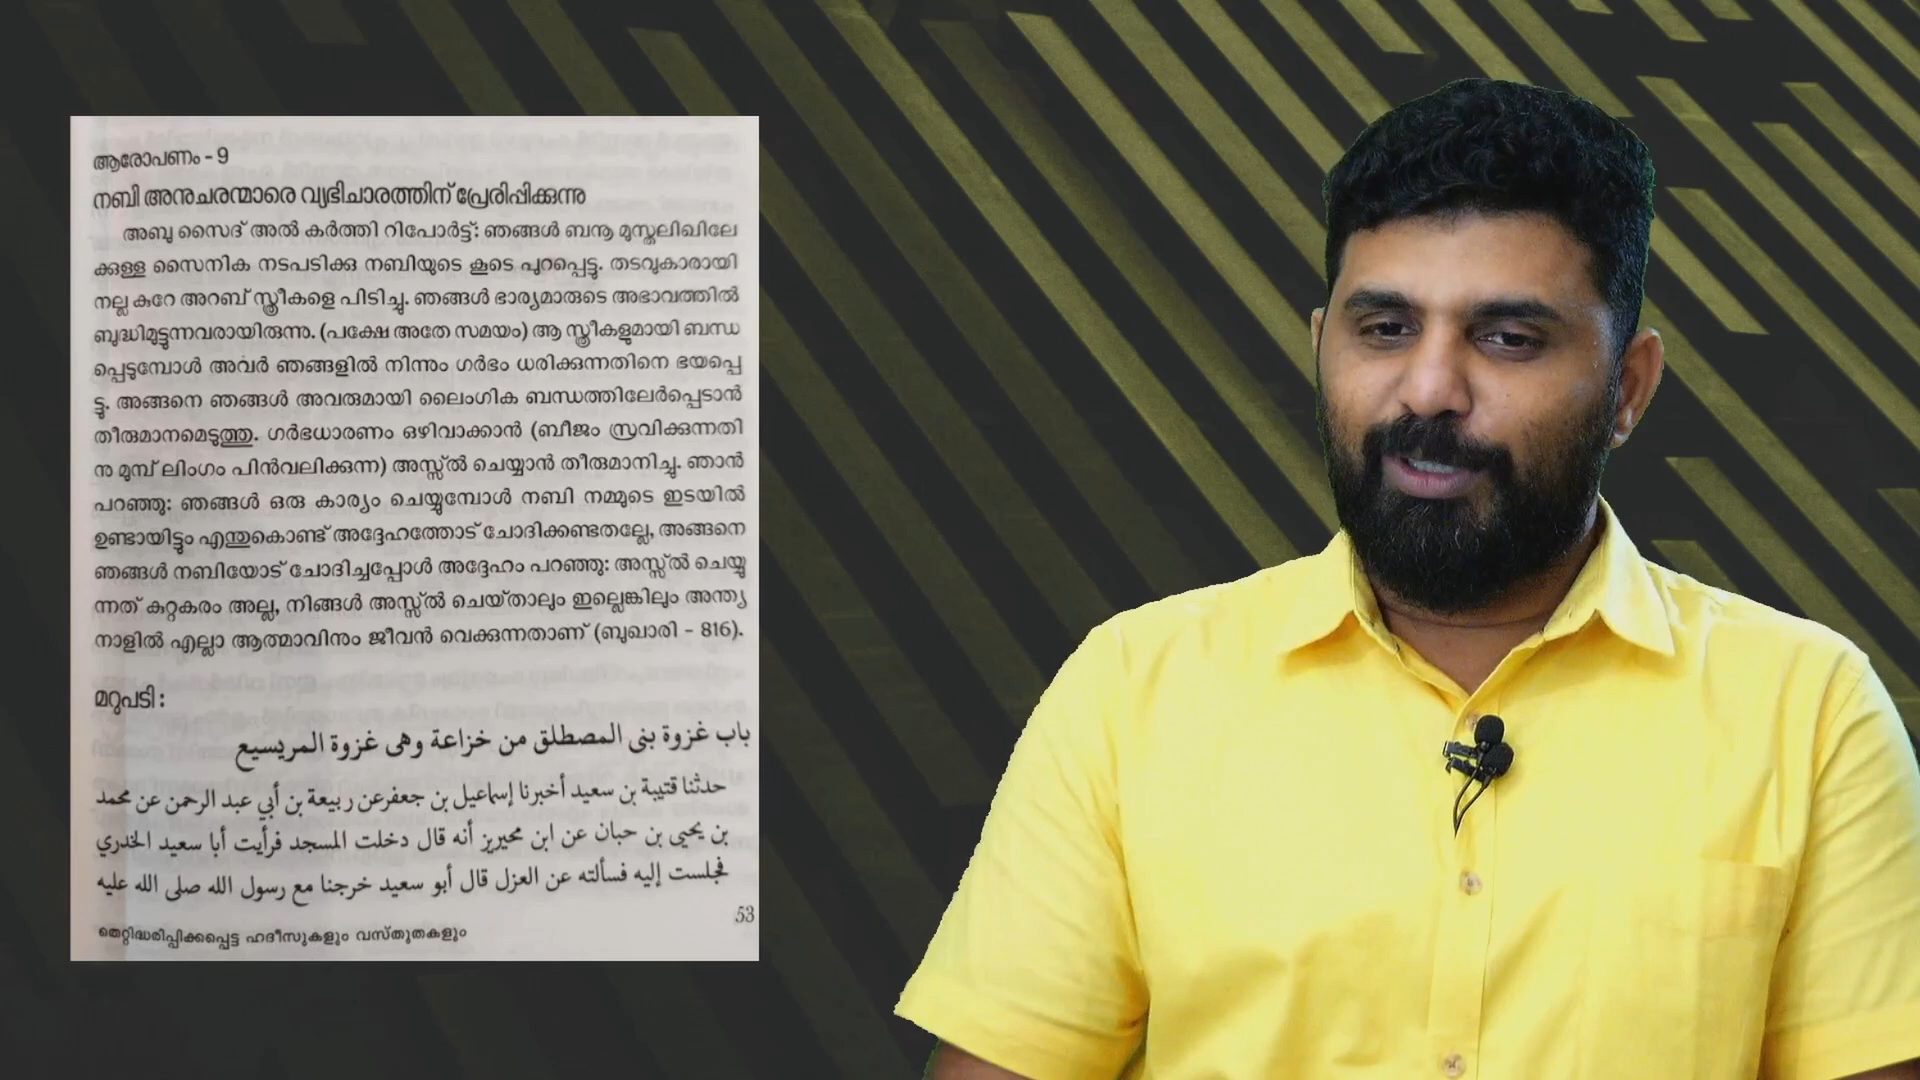 ആരോപണം - 9
നബി അനുചരന്മാരെ വ്യഭിചാരത്തിന് പ്രേരിപ്പിക്കുന്നു
അബു സൈദ് അൽ കർത്തി റിപോർട്ട്: ഞങ്ങൾ ബനൂ മുസ്തലിഖിലേ
ക്കുള്ള സൈനിക നടപടിക്കു നബിയുടെ കൂടെ പുറപ്പെട്ടു. തടവുകാരായി
നല്ല കുറേ അറബ് സ്ത്രീകളെ പിടിച്ചു. ഞങ്ങൾ ഭാര്യമാരുടെ അഭാവത്തിൽ
ബുദ്ധിമുട്ടുന്നവരായിരുന്നു. (പക്ഷേ അതേ സമയം) ആ സ്ത്രീകളുമായി ബന്ധ
പ്പെടുമ്പോൾ അവർ ഞങ്ങളിൽ നിന്നും ഗർഭം ധരിക്കുന്നതിനെ ഭയപ്പെ
ട്ടു. അങ്ങനെ ഞങ്ങൾ അവരുമായി ലൈംഗിക ബന്ധത്തിലേർപ്പെടാൻ
തീരുമാനമെടുത്തു. ഗർഭധാരണം ഒഴിവാക്കാൻ (ബീജം സ്രവിക്കുന്നതി
നു മുമ്പ് ലിംഗം പിൻവലിക്കുന്ന) അസ്സ്ൽ ചെയ്യാൻ തീരുമാനിച്ചു. ഞാൻ
പറഞ്ഞു: ഞങ്ങൾ ഒരു കാര്യം ചെയ്യുമ്പോൾ നബി നമ്മുടെ ഇടയിൽ
ഉണ്ടായിട്ടും എന്തുകൊണ്ട് അദ്ദേഹത്തോട് ചോദിക്കണ്ടതല്ലേ, അങ്ങനെ
ഞങ്ങൾ നബിയോട് ചോദിച്ചപ്പോൾ അദ്ദേഹം പറഞ്ഞു: അസ്സ്ൽ ചെയ്യു
ന്നത് കുറ്റകരം അല്ല, നിങ്ങൾ അസ്സ്ൽ ചെയ്താലും ഇല്ലെങ്കിലും അന്ത്യ
നാളിൽ എല്ലാ ആത്മാവിനും ജീവൻ വെക്കുന്നതാണ് (ബുഖാരി - 816).
മറുപടി :
باب غزوة بنى المصطلق من خزاعة وهى غزوة المريسيع
حدثنا قتيبة بن سعيد أخبرنا إسماعيل بن جعفرعن ربيعة بن أبي عبد الرحمن عن محمد
بن يحيى بن حبان عن ابن محيريز أنه قال دخلت المسجد فرأيت أبا سعيد الخدري
فجلست إليه فسألته عن العزل قال أبو سعيد خرجنا مع رسول الله صلى الله عليه
53
തെറ്റിദ്ധരിപ്പിക്കപ്പെട്ട ഹദീസുകളും വസ്തുതകളും